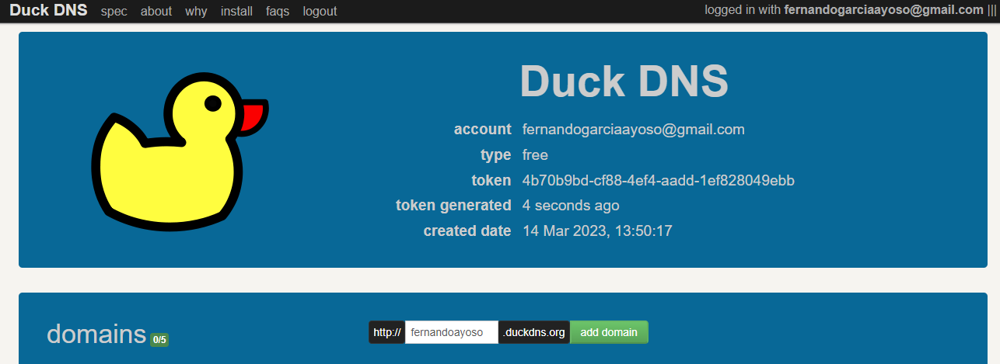 Duck DNS spec about why install faqs logout logged in with fernandogarciaayoso@gmail.com |||
Duck DNS
account fernandogarciaayoso@gmail.com
type free
token 4b70b9bd-cf88-4ef4-aadd-1ef828049ebb
token generated 4 seconds ago
created date 14 Mar 2023, 13:50:17
domains 0/5 http:// fernandoayoso .duckdns.org add domain